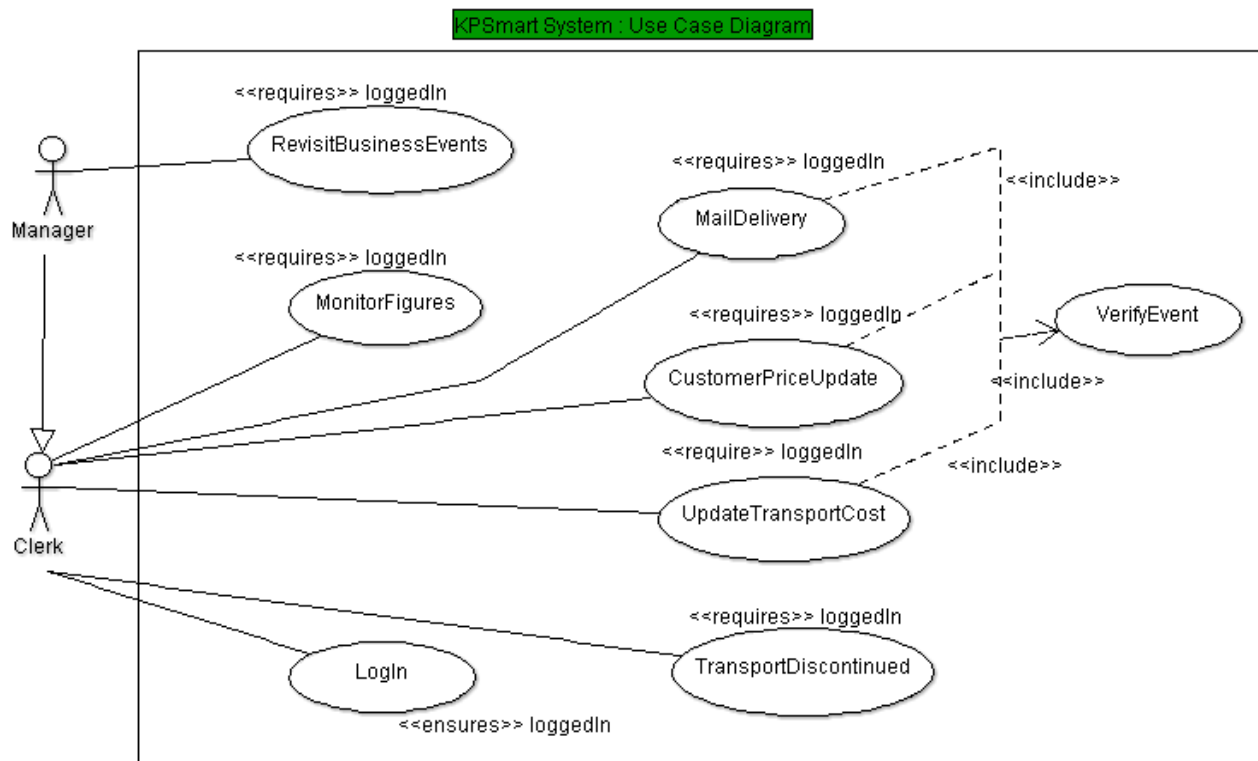 KPSmart System : Use Case Diagram
<<requires>> loggedIn
RevisitBusinessEvents
Manager
<<requires>> loggedIn
MailDelivery
<<include>>
<<requires>> loggedIn
MonitorFigures
<<requires>> loggedIn
CustomerPriceUpdate
VerifyEvent
<<include>>
<<require>> loggedIn
<<include>>
UpdateTransportCost
Clerk
<<requires>> loggedIn
TransportDiscontinued
LogIn
<<ensures>> loggedIn